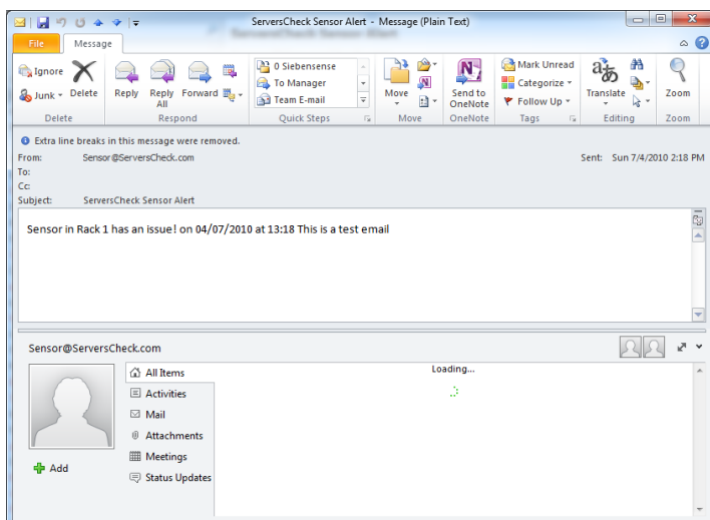 ServersCheck Sensor Alert - Message (Plain Text)
File Message
Ignore
Junk
Delete
Reply
Reply All
Forward
0 Siebensense
To Manager
Team E-mail
Move
Send to OneNote
Mark Unread
Categorize
Follow Up
Translate
Zoom
Delete Respond Quick Steps Move OneNote Tags Editing Zoom
Extra line breaks in this message were removed.
From: Sensor@ServersCheck.com Sent: Sun 7/4/2010 2:18 PM
To:
Cc:
Subject: ServersCheck Sensor Alert
Sensor in Rack 1 has an issue! on 04/07/2010 at 13:18 This is a test email
Sensor@ServersCheck.com
Add
All Items
Activities
Mail
Attachments
Meetings
Status Updates
Loading...